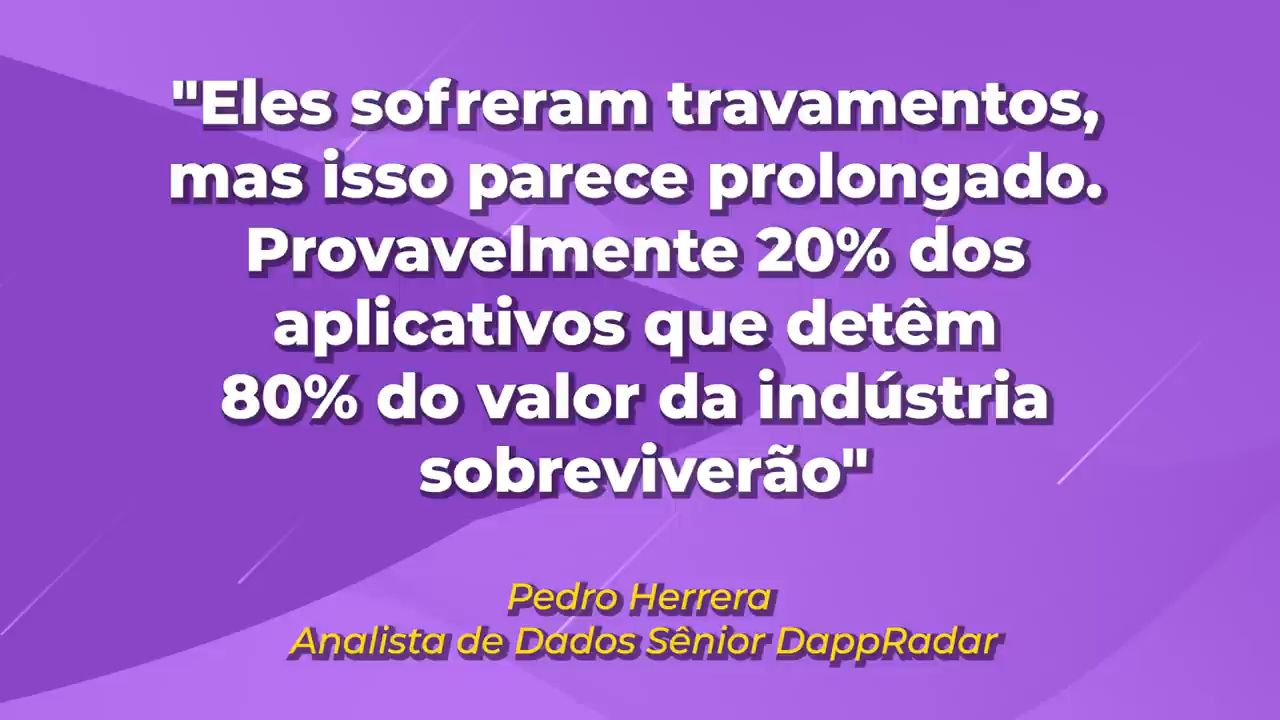 "Eles sofreram travamentos,
mas isso parece prolongado.
Provavelmente 20% dos
aplicativos que detêm
80% do valor da indústria
sobreviverão"
Pedro Herrera
Analista de Dados Sênior DappRadar